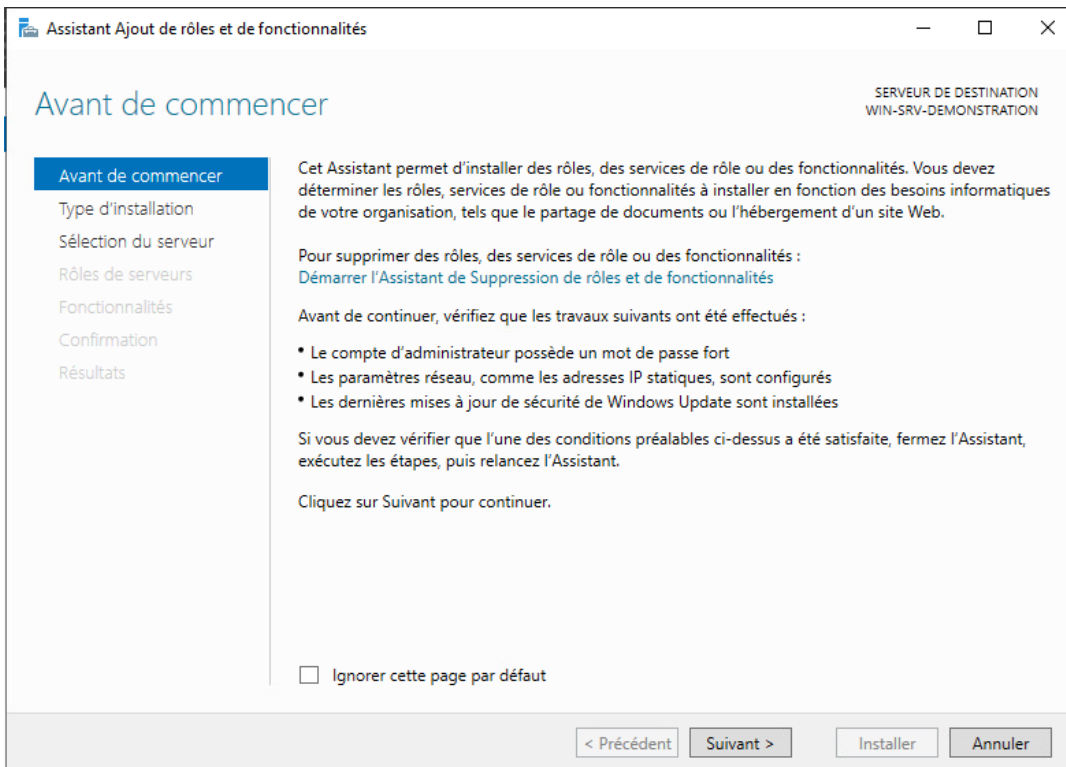 Assistant Ajout de rôles et de fonctionnalités
Avant de commencer
SERVEUR DE DESTINATION
WIN-SRV-DEMONSTRATION
Avant de commencer
Type d’installation
Sélection du serveur
Rôles de serveurs
Fonctionnalités
Confirmation
Résultats
Cet Assistant permet d’installer des rôles, des services de rôle ou des fonctionnalités. Vous devez
déterminer les rôles, services de rôle ou fonctionnalités à installer en fonction des besoins informatiques
de votre organisation, tels que le partage de documents ou l’hébergement d’un site Web.
Pour supprimer des rôles, des services de rôle ou des fonctionnalités :
Démarrer l’Assistant de Suppression de rôles et de fonctionnalités
Avant de continuer, vérifiez que les travaux suivants ont été effectués :
• Le compte d’administrateur possède un mot de passe fort
• Les paramètres réseau, comme les adresses IP statiques, sont configurés
• Les dernières mises à jour de sécurité de Windows Update sont installées
Si vous devez vérifier que l’une des conditions préalables ci-dessus a été satisfaite, fermez l’Assistant,
exécutez les étapes, puis relancez l’Assistant.
Cliquez sur Suivant pour continuer.
Ignorer cette page par défaut
< Précédent Suivant > Installer Annuler